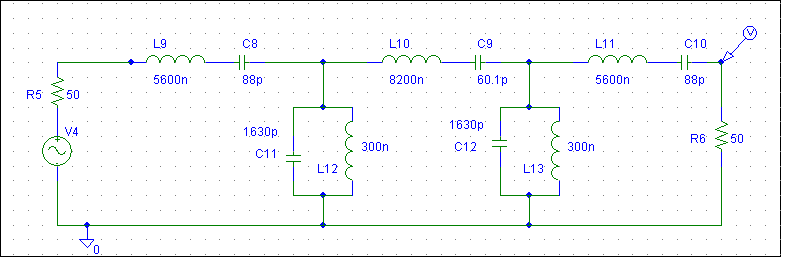 L9 C8 L10 C9 L11 C10 V
5600n 88p 8200n 60.1p 5600n 88p
R5 50
V4
1630p
C11
L12 300n
1630p
C12
L13 300n
R6 50
0